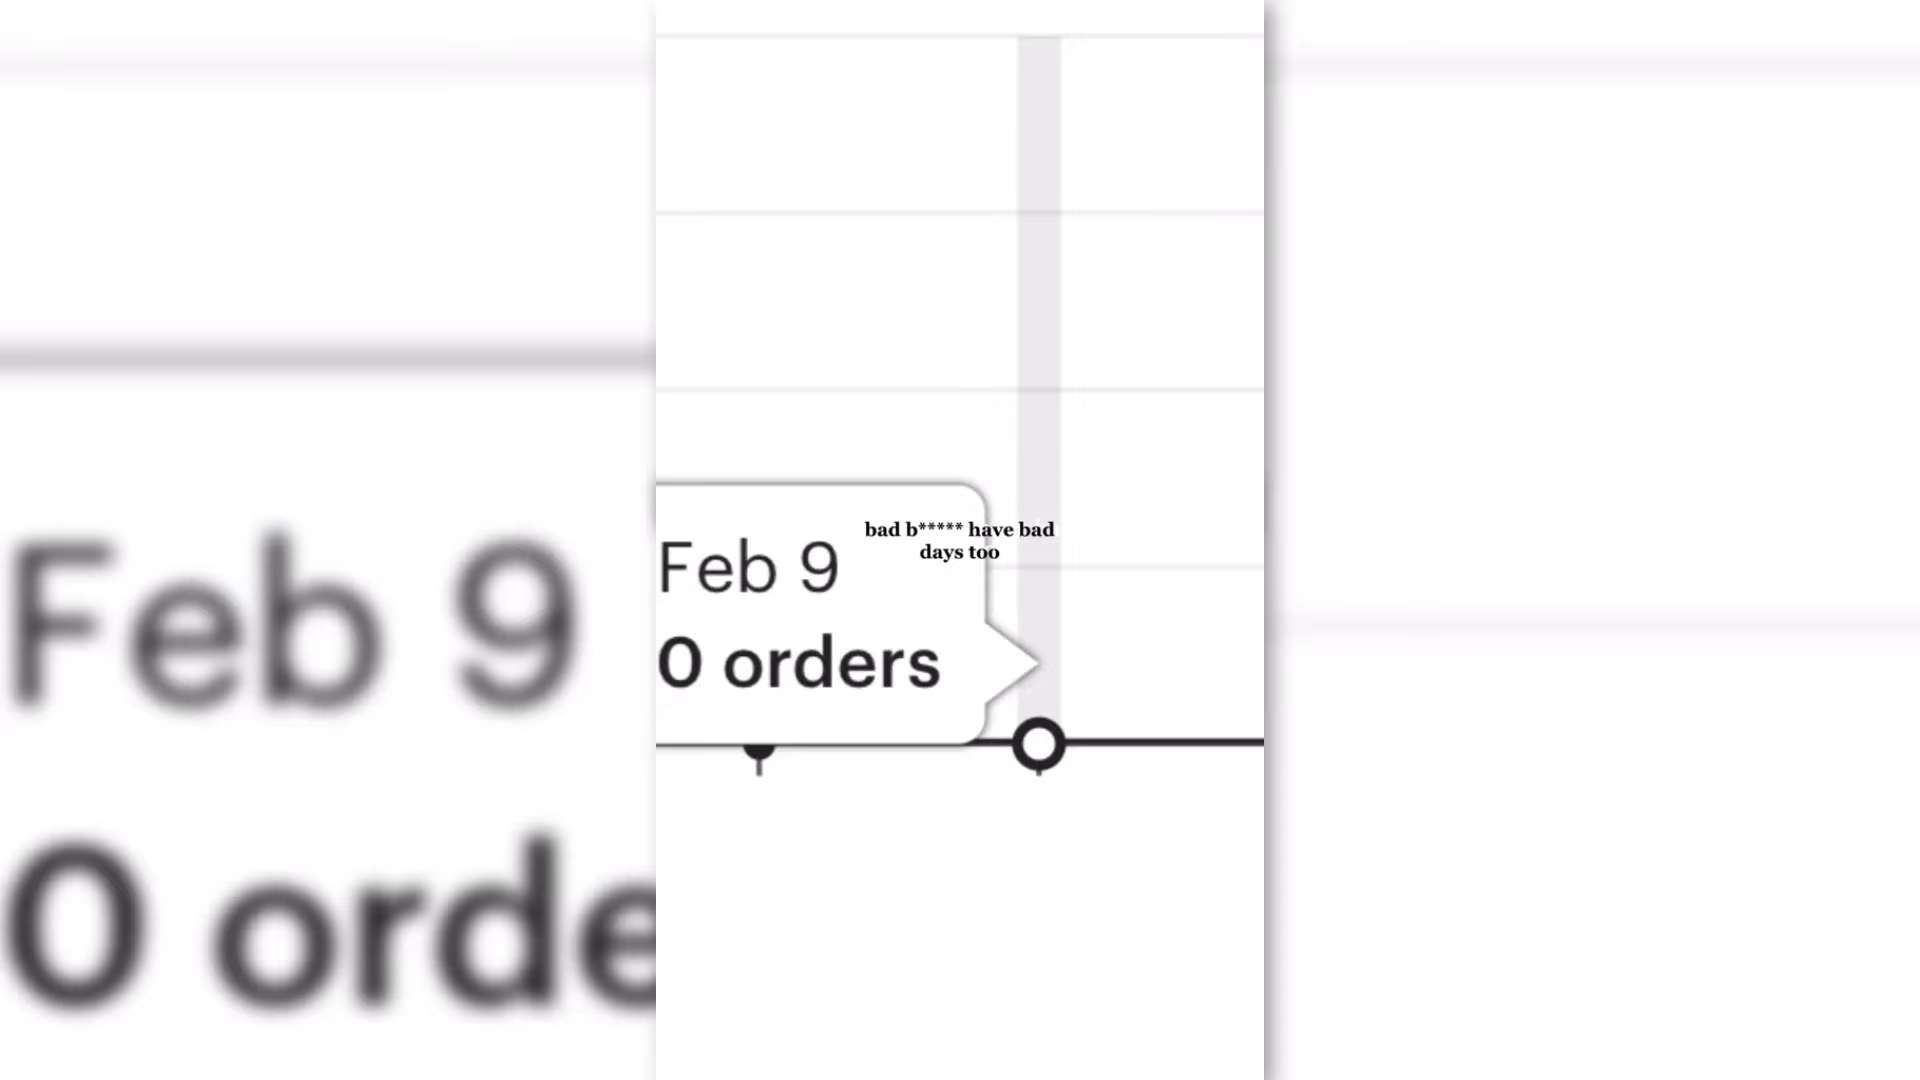 bad b***** have bad
days too
Feb 9
0 orders
Feb 9
0 orde